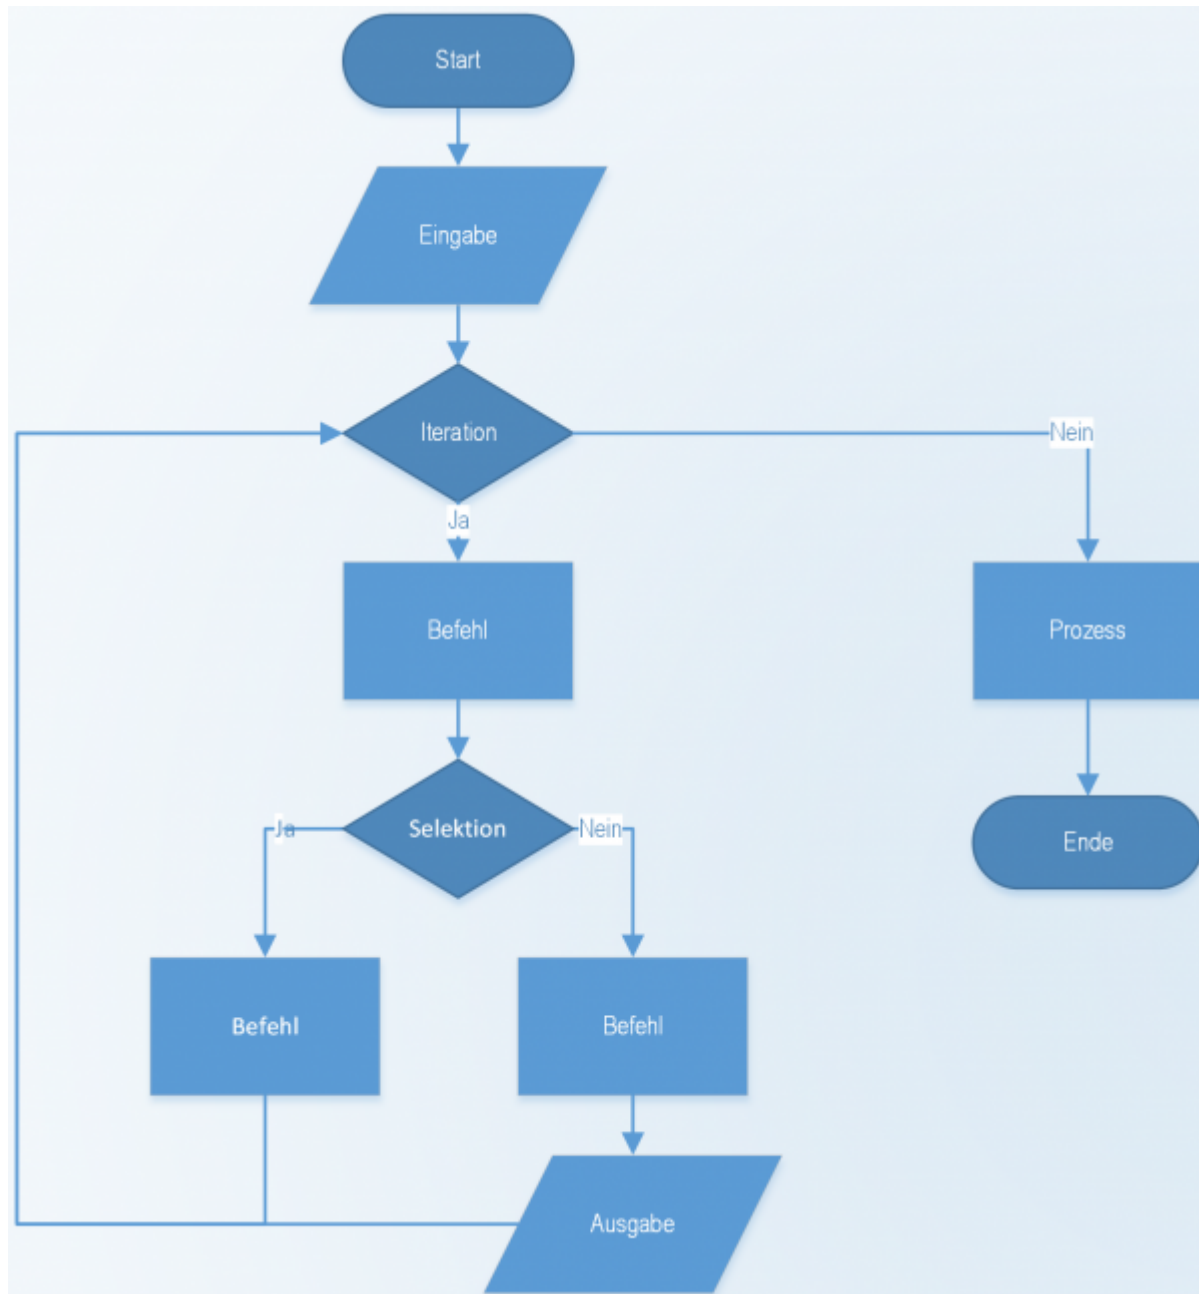 Start
Eingabe
Iteration
Nein
Ja
Befehl
Prozess
Selektion
Ja
Nein
Ende
Befehl
Befehl
Ausgabe